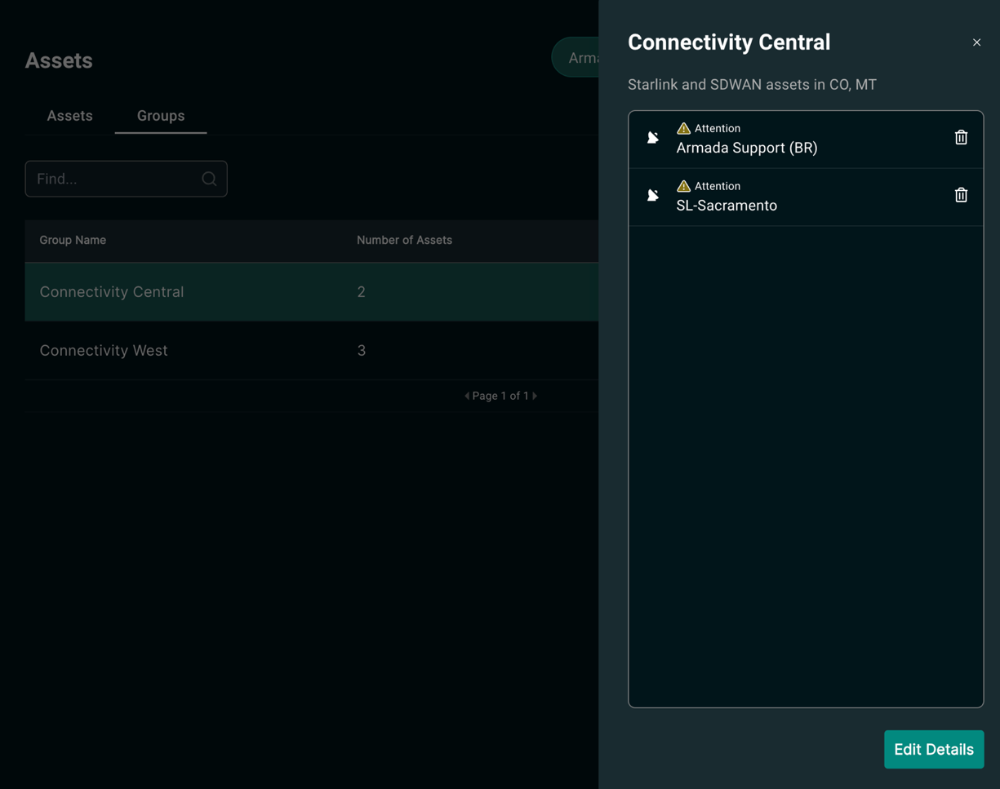 Assets
Arma
Assets
Groups
Find...
Group Name
Number of Assets
Connectivity Central
2
Connectivity West
3
Page 1 of 1
Connectivity Central
Starlink and SDWAN assets in CO, MT
Attention
Armada Support (BR)
Attention
SL-Sacramento
Edit Details